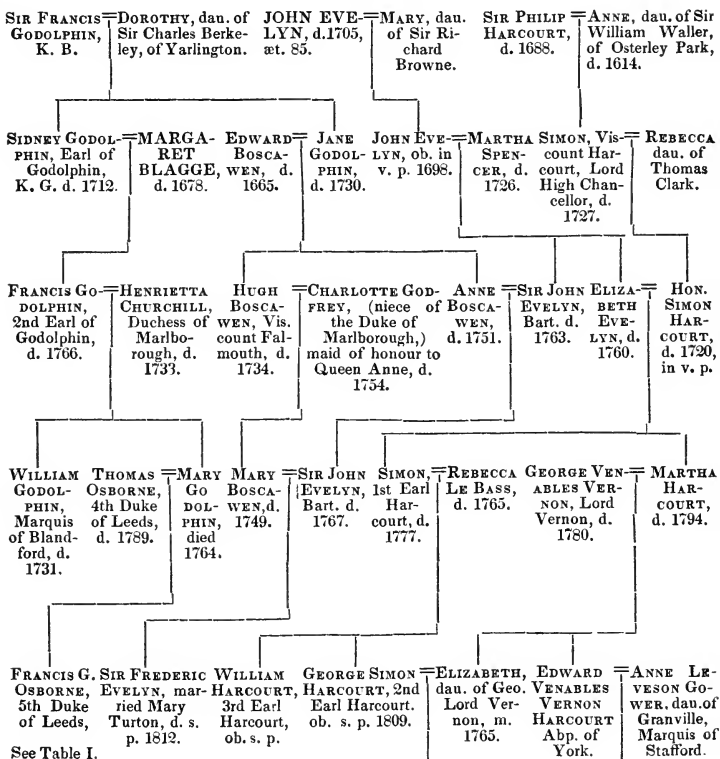 SIR FRANCIS GODOLPHIN, K. B.
DOROTHY, dau. of Sir Charles Berkeley, of Yarlington.
JOHN EVELYN, d.1705, æt. 85.
MARY, dau. of Sir Richard Browne.
SIR PHILIP HARCOURT, d. 1688.
ANNE, dau. of Sir William Waller, of Osterley Park, d. 1614.
SIDNEY GODOLPHIN, Earl of Godolphin, K. G. d. 1712.
MARGARET BLAGGE, d. 1678.
EDWARD BOSCAWEN, d. 1665.
JANE GODOLPHIN, d. 1730.
JOHN EVELYN, ob. in v. p. 1698.
MARTHA SPENCER, d. 1726.
SIMON, Viscount Harcourt, Lord High Chancellor, d. 1727.
REBECCA dau. of Thomas Clark.
FRANCIS GODOLPHIN, 2nd Earl of Godolphin, d. 1766.
HENRIETTA CHURCHILL, Duchess of Marlborough, d. 1733.
HUGH BOSCAWEN, Viscount Falmouth, d. 1734.
CHARLOTTE GODFREY, (niece of the Duke of Marlborough,) maid of honour to Queen Anne, d. 1754.
ANNE BOSCAWEN, d. 1751.
SIR JOHN EVELYN, Bart. d. 1763.
ELIZABETH EVELYN, d. 1760.
HON. SIMON HARCOURT, d. 1720, in v. p.
WILLIAM GODOLPHIN, Marquis of Blandford, d. 1731.
THOMAS OSBORNE, 4th Duke of Leeds, d. 1789.
MARY GODOLPHIN, died 1764.
MARY BOSCAWEN, d. 1749.
SIR JOHN EVELYN, Bart. d. 1767.
SIMON, 1st Earl Harcourt, d. 1777.
REBECCA LE BASS, d. 1765.
GEORGE VENABLES VERNON, Lord Vernon, d. 1780.
MARTHA HARCOURT, d. 1794.
FRANCIS G. OSBORNE, 5th Duke of Leeds,
See Table I.
SIR FREDERIC EVELYN, married Mary Turton, d. s. p. 1812.
WILLIAM HARCOURT, 3rd Earl Harcourt, ob. s. p.
GEORGE SIMON HARCOURT, 2nd Earl Harcourt. ob. s. p. 1809.
ELIZABETH, dau. of Geo. Lord Vernon, m. 1765.
EDWARD VENABLES VERNON HARCOURT Abp. of York.
ANNE LEVESON GOWER, dau. of Granville, Marquis of Stafford.